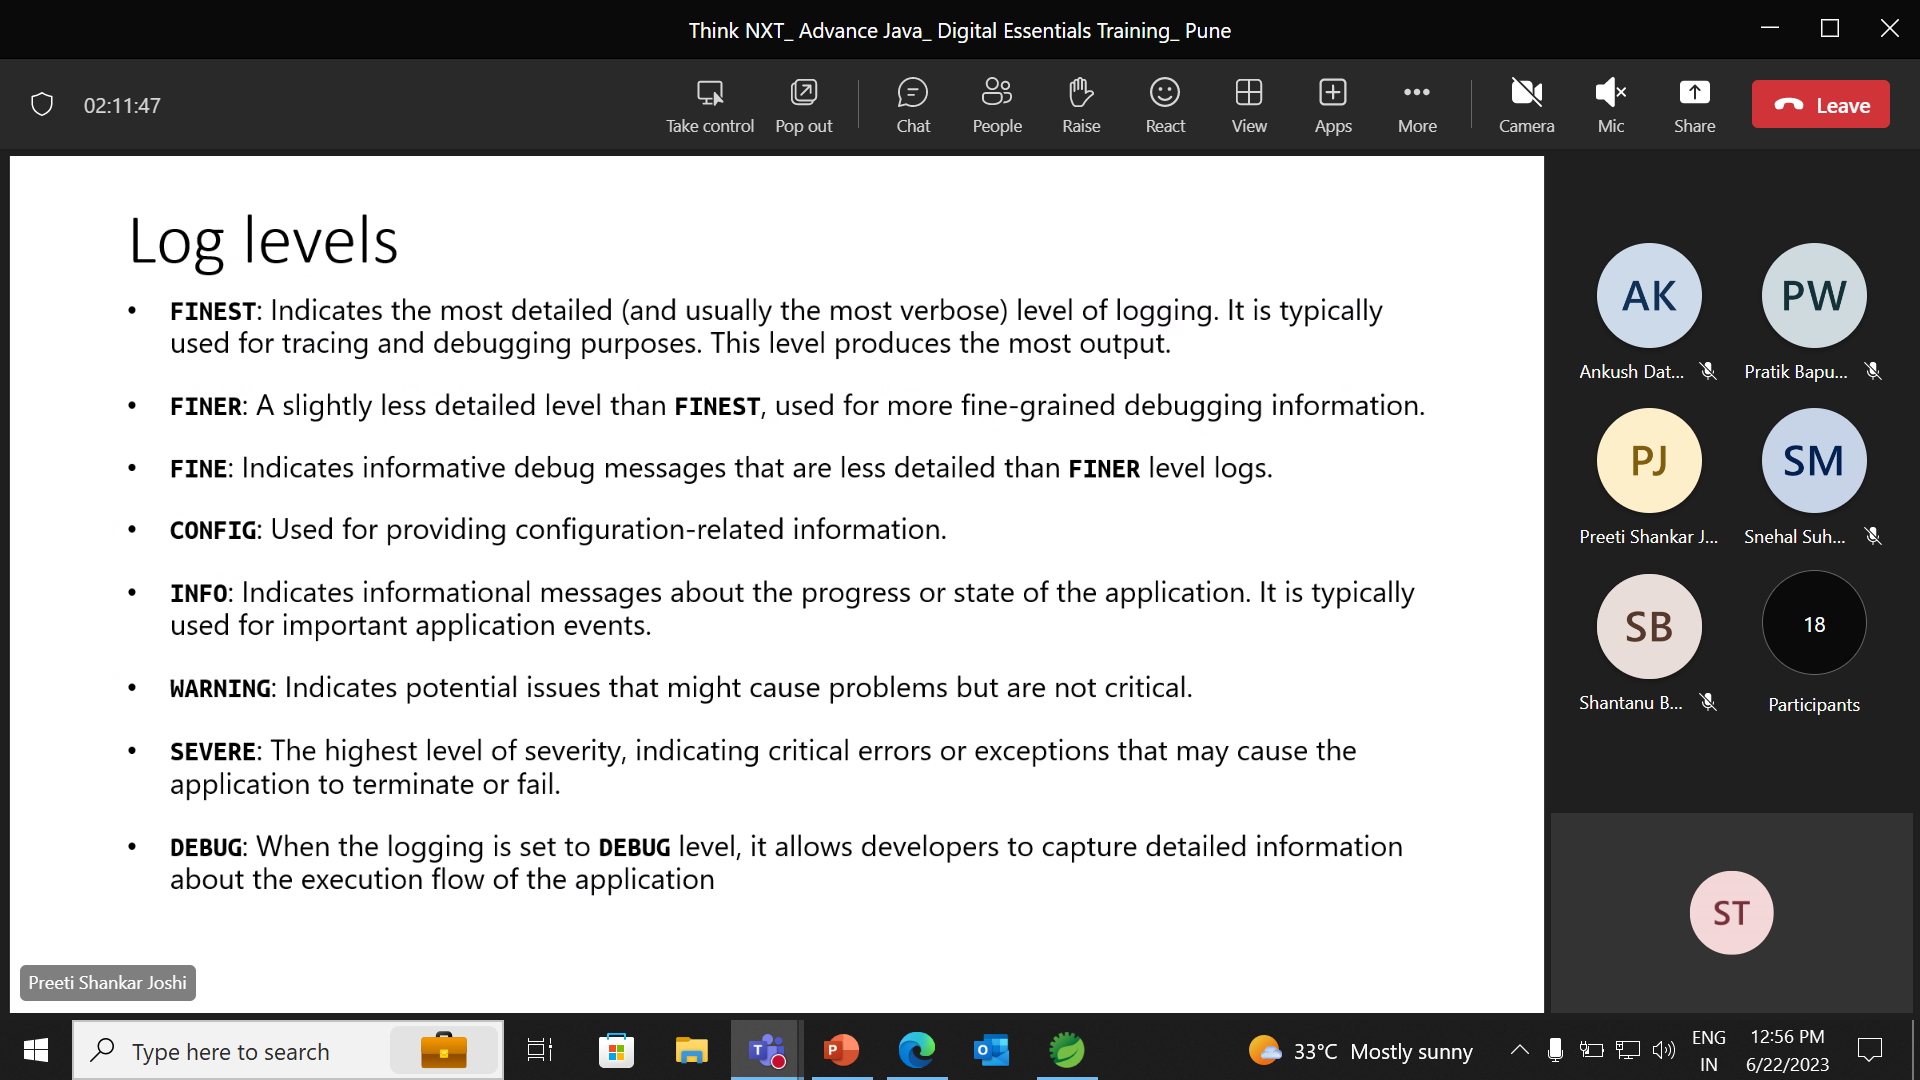 Think NXT_ Advance Java_ Digital Essentials Training_ Pune
02:11:47
Take control
Pop out
Chat
People
Raise
React
View
Apps
More
Camera
Mic
Share
Leave
Log levels
• FINEST: Indicates the most detailed (and usually the most verbose) level of logging. It is typically
used for tracing and debugging purposes. This level produces the most output.
• FINER: A slightly less detailed level than FINEST, used for more fine-grained debugging information.
• FINE: Indicates informative debug messages that are less detailed than FINER level logs.
• CONFIG: Used for providing configuration-related information.
• INFO: Indicates informational messages about the progress or state of the application. It is typically
used for important application events.
• WARNING: Indicates potential issues that might cause problems but are not critical.
• SEVERE: The highest level of severity, indicating critical errors or exceptions that may cause the
application to terminate or fail.
• DEBUG: When the logging is set to DEBUG level, it allows developers to capture detailed information
about the execution flow of the application
Preeti Shankar Joshi
AK
PW
Ankush Dat...
Pratik Bapu...
PJ
SM
Preeti Shankar J...
Snehal Suh...
SB
18
Shantanu B...
Participants
ST
Type here to search
33°C Mostly sunny
ENG
IN
12:56 PM
6/22/2023